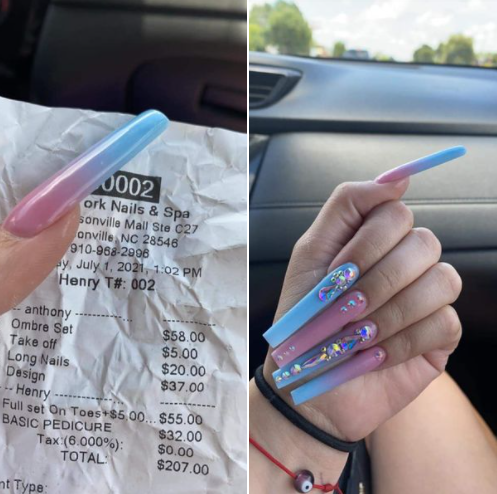 0002
ork Nails & Spa
sonville Mall Ste C27
onville, NC 28546
910-968-2996
y, July 1, 2021, 1:02 PM
Henry T#: 002
-- anthony ---------- ----------
Ombre Set $58.00
Take off $5.00
Long Nails $20.00
Design $37.00
-- Henry ---------- ----------
Full set On Toes+$5.00... $55.00
BASIC PEDICURE $32.00
Tax:(6.000%): $0.00
TOTAL: $207.00
nt Type: